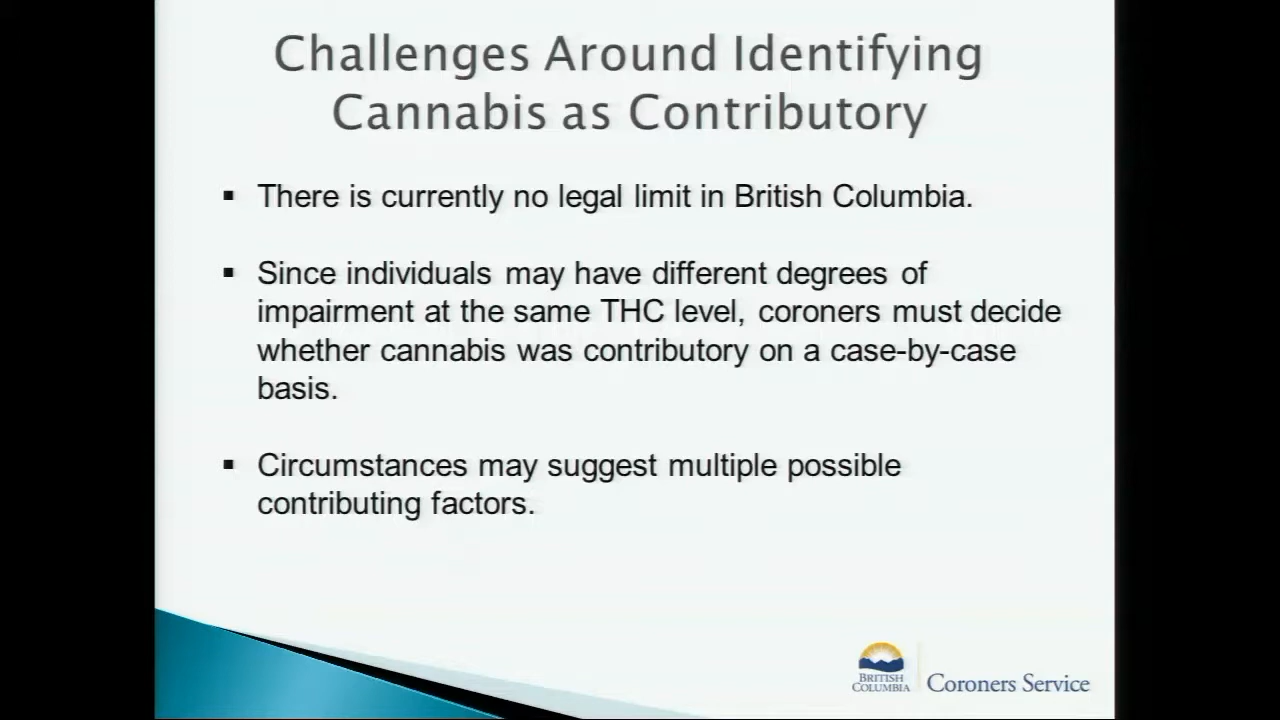 Challenges Around Identifying
Cannabis as Contributory
▪ There is currently no legal limit in British Columbia.
▪ Since individuals may have different degrees of
impairment at the same THC level, coroners must decide
whether cannabis was contributory on a case-by-case
basis.
▪ Circumstances may suggest multiple possible
contributing factors.
BRITISH
COLUMBIA
Coroners Service